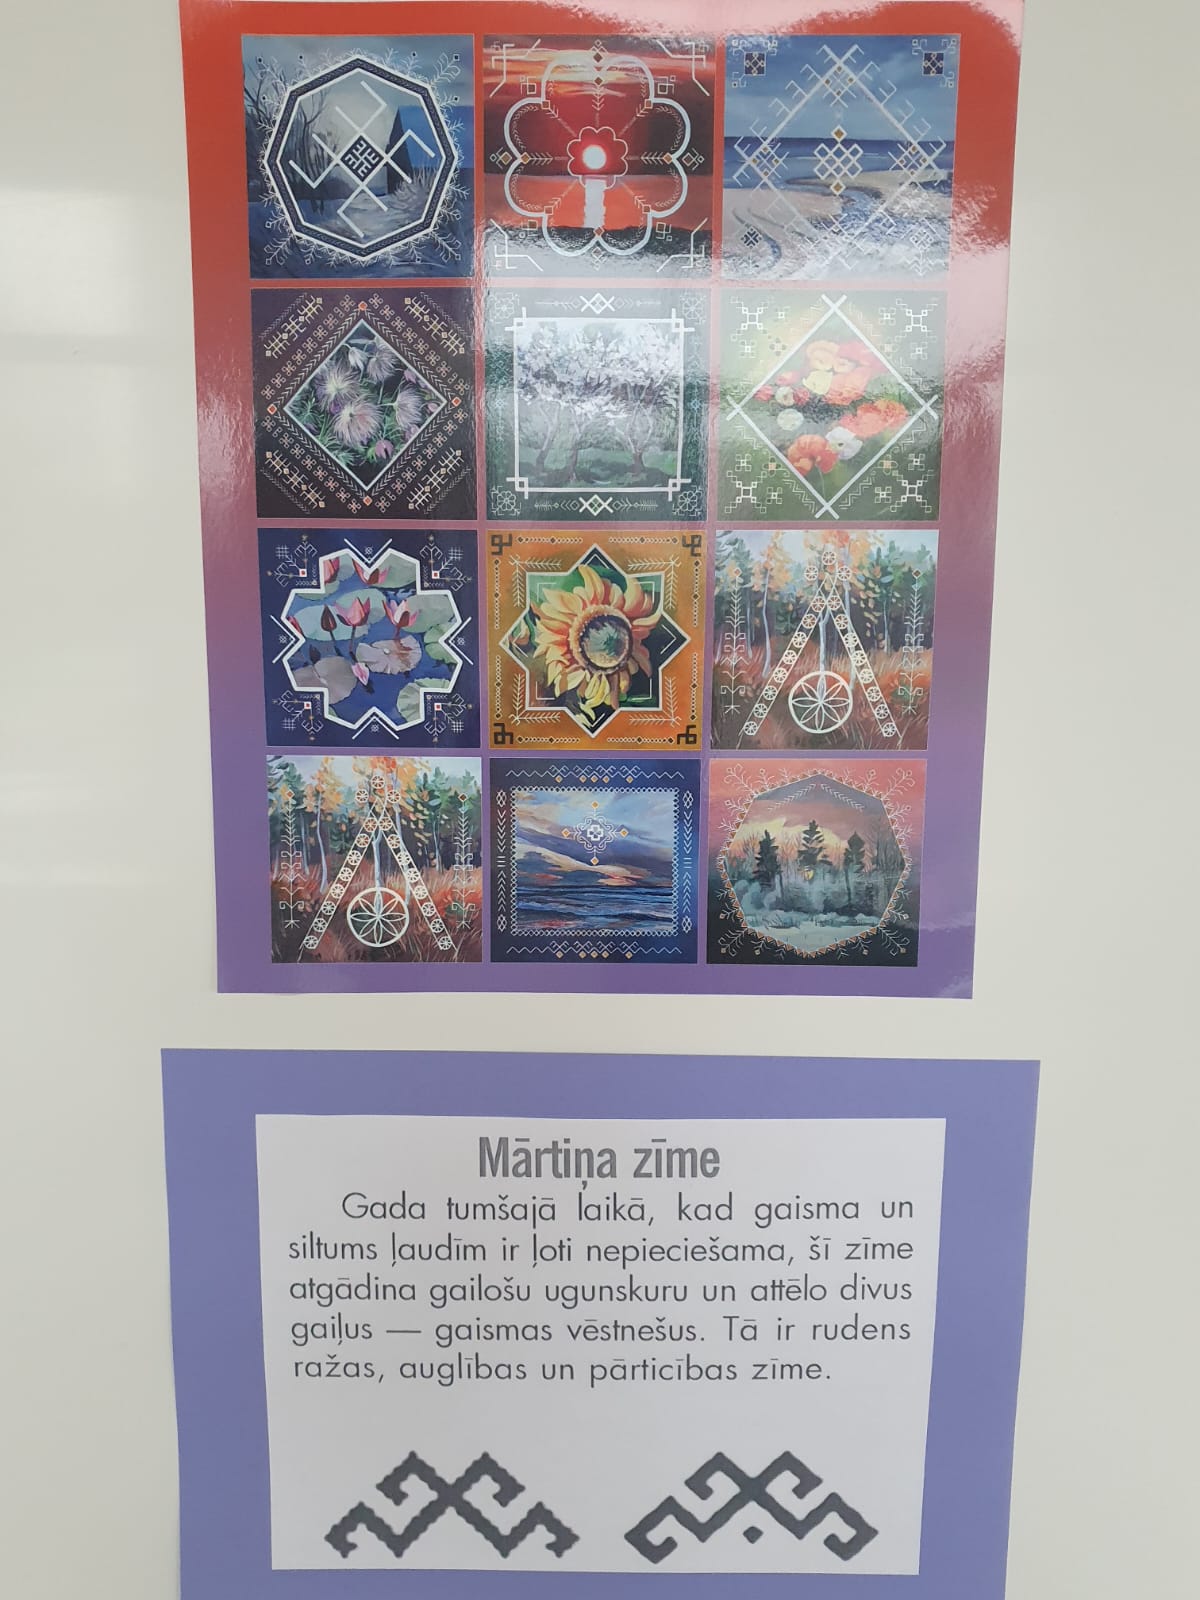 Mārtiņa zīme
Gada tumšajā laikā, kad gaisma un
siltums ļaudīm ir ļoti nepieciešama, šī zīme
atgādina gailošu ugunskuru un attēlo divus
gaiļus — gaismas vēstnešus. Tā ir rudens
ražas, auglības un pārticības zīme.